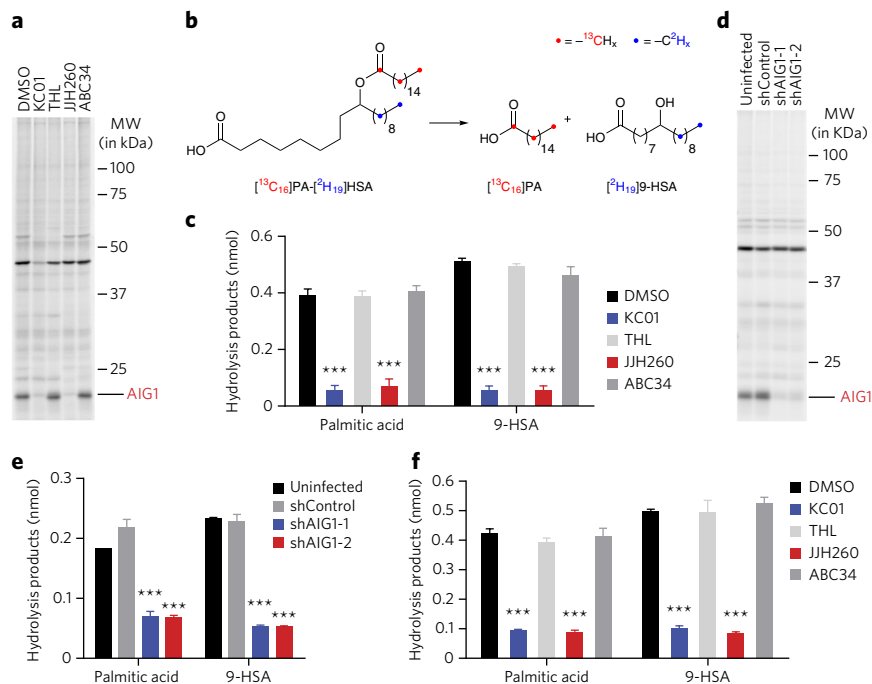 a
DMSO
KC01
THL
JJH260
ABC34
MW
(in kDa)
100
75
50
37
25
AIG1
b
= –¹³CHₓ
= –C²Hₓ
O
O
14
O
HO
8
[¹³C₁₆]PA-[²H₁₉]HSA
O
HO
14
+
[¹³C₁₆]PA
O
OH
HO
7
8
[²H₁₉]9-HSA
c
Hydrolysis products (nmol)
0.6
0.4
0.2
0
***
***
***
***
Palmitic acid
9-HSA
DMSO
KC01
THL
JJH260
ABC34
d
Uninfected
shControl
shAIG1-1
shAIG1-2
MW
(in KDa)
100
75
50
37
25
AIG1
e
Hydrolysis products (nmol)
0.3
0.2
0.1
0
***
***
***
***
Palmitic acid
9-HSA
Uninfected
shControl
shAIG1-1
shAIG1-2
f
Hydrolysis products (nmol)
0.6
0.5
0.4
0.3
0.2
0.1
0
***
***
***
***
Palmitic acid
9-HSA
DMSO
KC01
THL
JJH260
ABC34